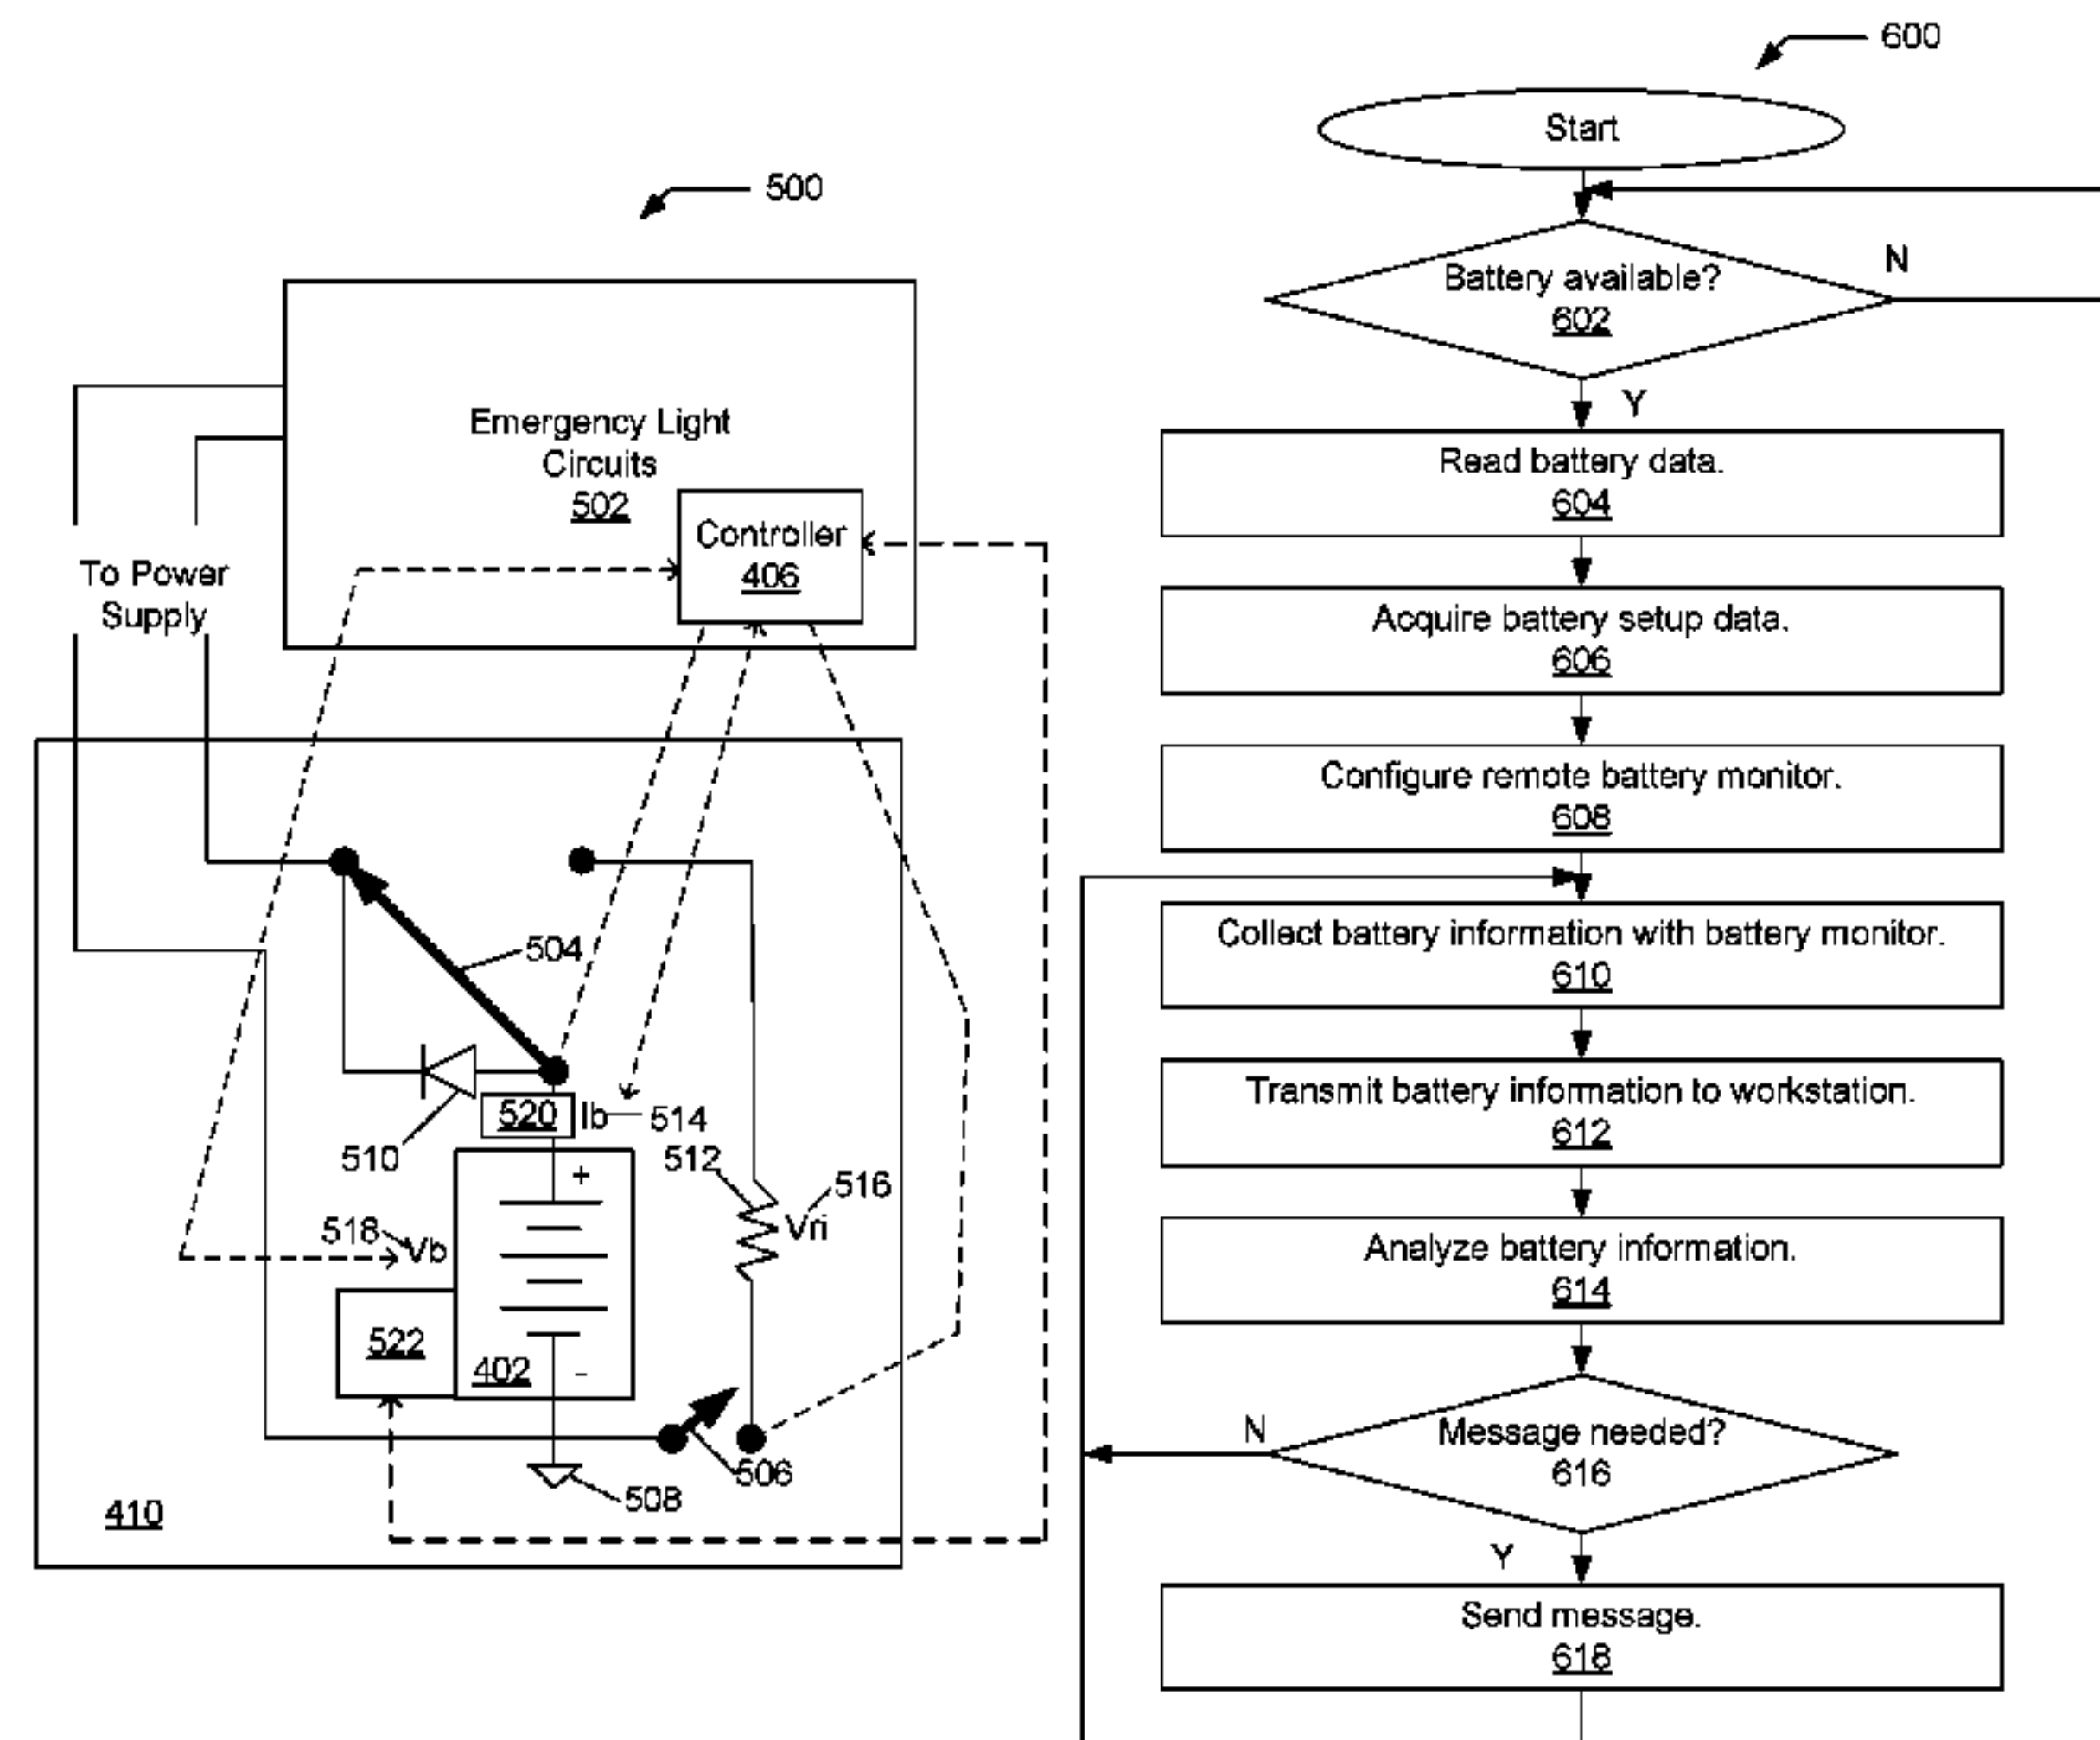 500
Emergency Light
Circuits
502
Controller
406
To Power
Supply
504
520
Ib
514
510
512
516
Vri
518
Vb
+
522
402
-
506
508
410
600
Start
Battery available?
602
N
Y
Read battery data.
604
Acquire battery setup data.
606
Configure remote battery monitor.
608
Collect battery information with battery monitor.
610
Transmit battery information to workstation.
612
Analyze battery information.
614
Message needed?
616
N
Y
Send message.
618